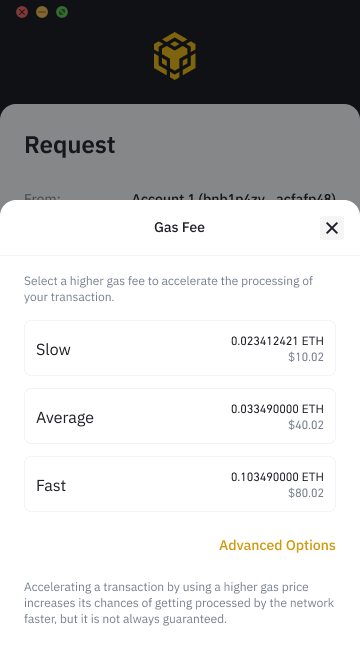 Request
From: Account 1 (bnb1p4zy...acfafp48)
Gas Fee
Select a higher gas fee to accelerate the processing of
your transaction.
Slow
0.023412421 ETH
$10.02
Average
0.033490000 ETH
$40.02
Fast
0.103490000 ETH
$80.02
Advanced Options
Accelerating a transaction by using a higher gas price
increases its chances of getting processed by the network
faster, but it is not always guaranteed.